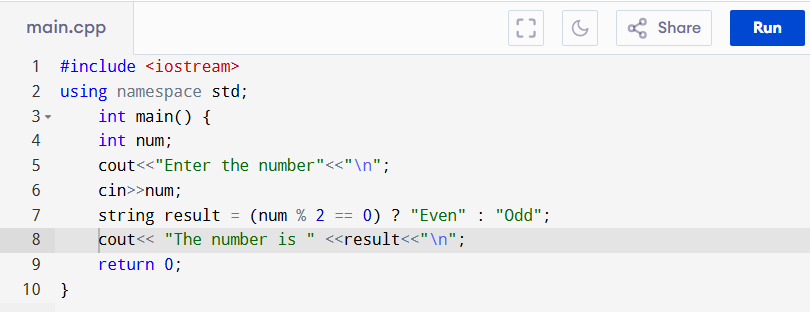 main.cpp Share Run
1 #include <iostream>
2 using namespace std;
3 int main() {
4 int num;
5 cout<<"Enter the number"<<"\n";
6 cin>>num;
7 string result = (num % 2 == 0) ? "Even" : "Odd";
8 cout<< "The number is " <<result<<"\n";
9 return 0;
10 }